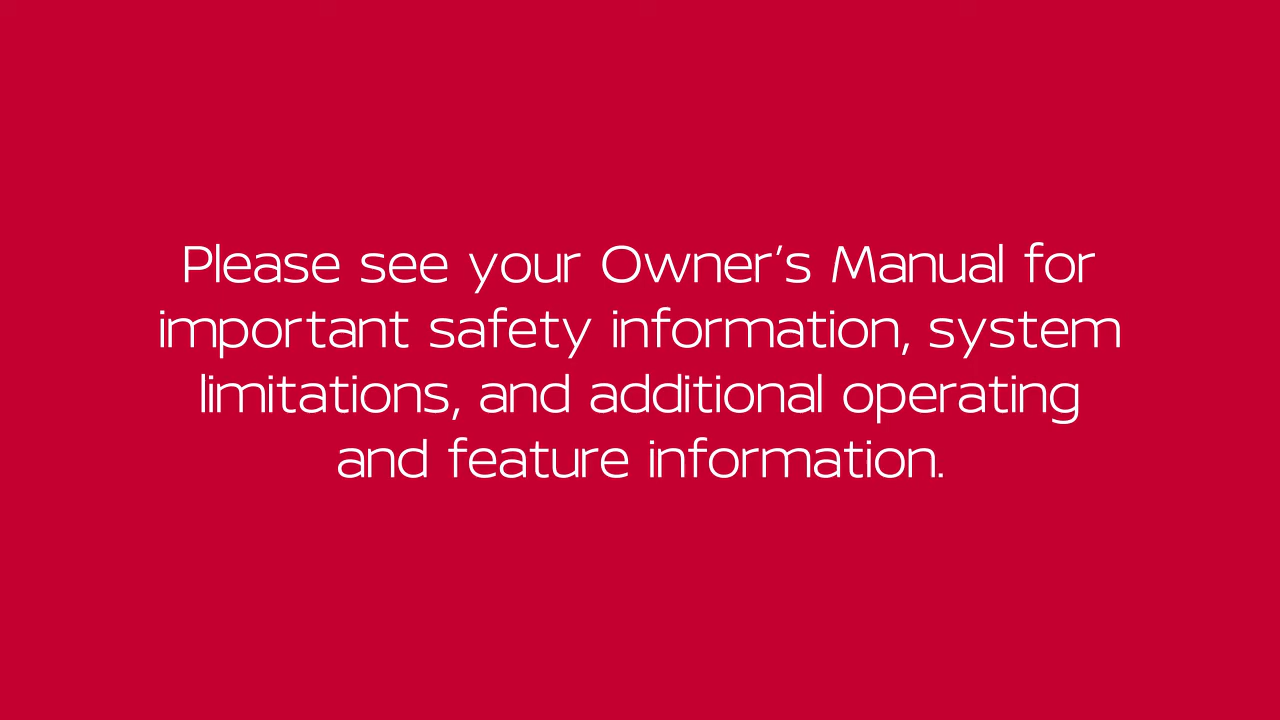 Please see your Owner’s Manual for
important safety information, system
limitations, and additional operating
and feature information.